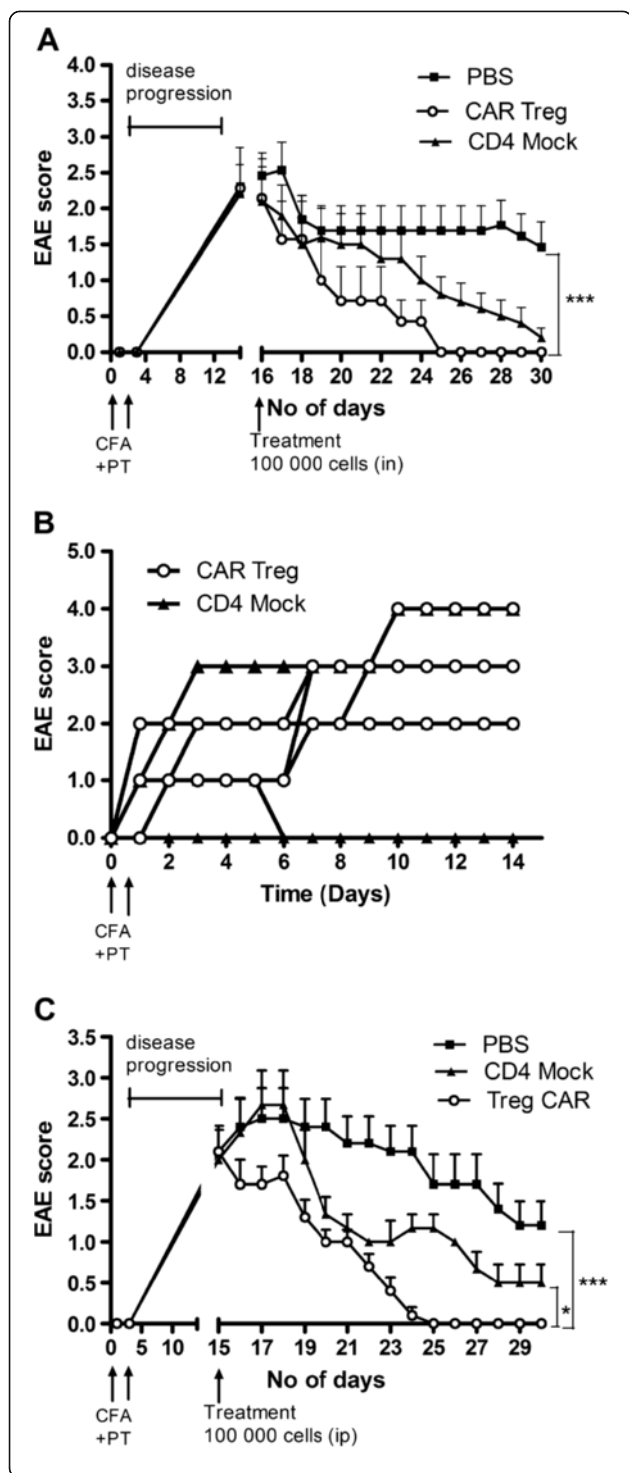 A
4.0
3.5
3.0
2.5
2.0
1.5
1.0
0.5
0.0
EAE score
disease
progression
PBS
CAR Treg
CD4 Mock
***
0 4 8 12 16 18 20 22 24 26 28 30
No of days
CFA
+PT
Treatment
100 000 cells (in)
B
5.0
4.0
3.0
2.0
1.0
0.0
EAE score
CAR Treg
CD4 Mock
0 2 4 6 8 10 12 14
Time (Days)
CFA
+PT
C
3.5
3.0
2.5
2.0
1.5
1.0
0.5
0.0
EAE score
disease
progression
PBS
CD4 Mock
Treg CAR
***
*
0 5 10 15 17 19 21 23 25 27 29
No of days
CFA
+PT
Treatment
100 000 cells (ip)